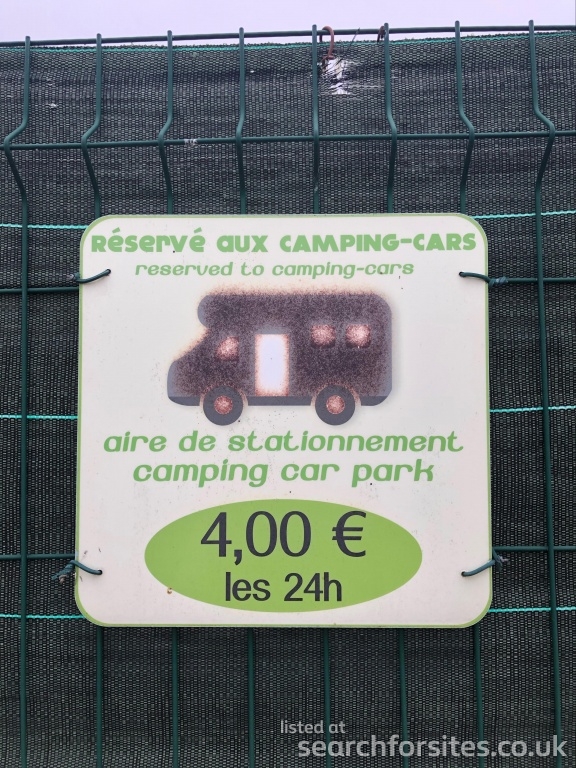 Réservé aux CAMPING-CARS
reserved to camping-cars
aire de stationnement
camping car park
4,00 €
les 24h
listed at
searchforsites.co.uk